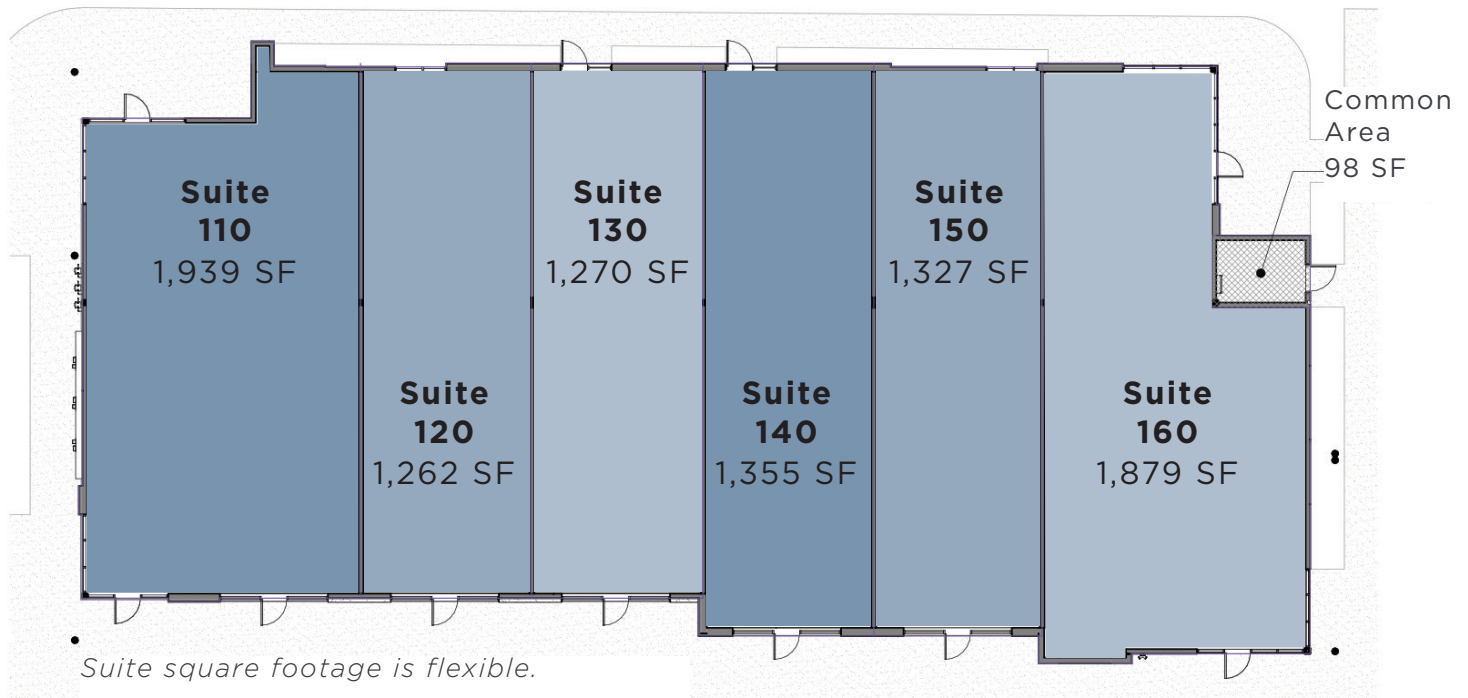 Common
Area
98 SF
Suite
110
1,939 SF
Suite
120
1,262 SF
Suite
130
1,270 SF
Suite
140
1,355 SF
Suite
150
1,327 SF
Suite
160
1,879 SF
Suite square footage is flexible.